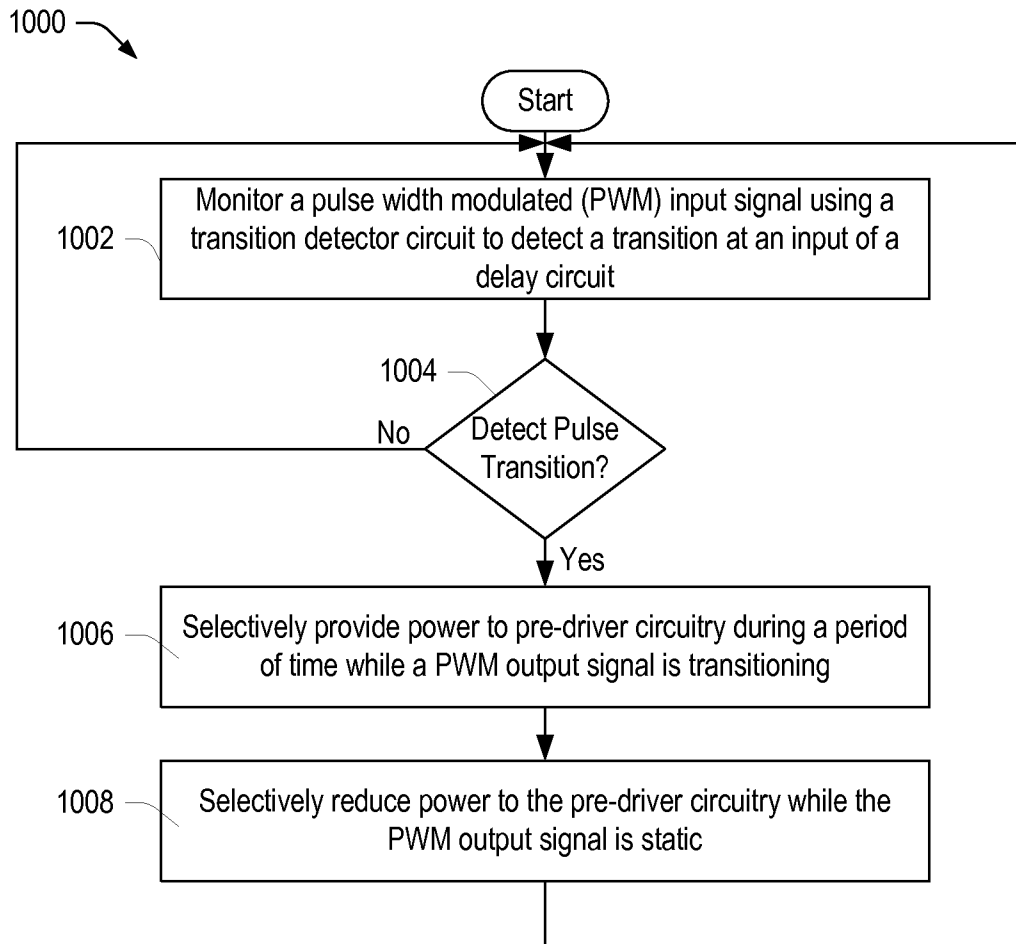 1000
Start
Monitor a pulse width modulated (PWM) input signal using a
transition detector circuit to detect a transition at an input of a
delay circuit
1002
1004
Detect Pulse
Transition?
No
Yes
1006
Selectively provide power to pre-driver circuitry during a period
of time while a PWM output signal is transitioning
1008
Selectively reduce power to the pre-driver circuitry while the
PWM output signal is static